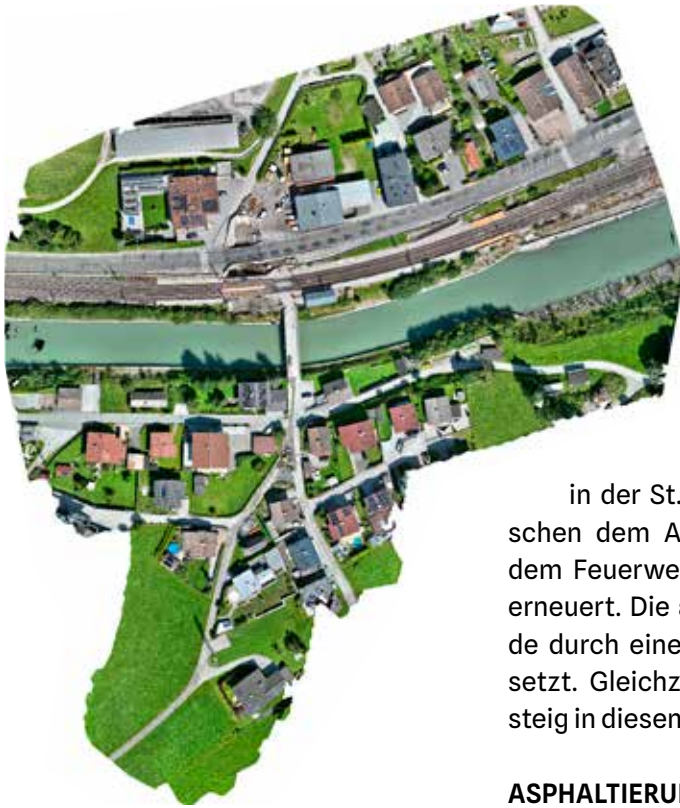 in der St.
schen dem A
dem Feuerwe
erneuert. Die a
de durch eine
setzt. Gleichz
steig in diesen
ASPHALTIERU